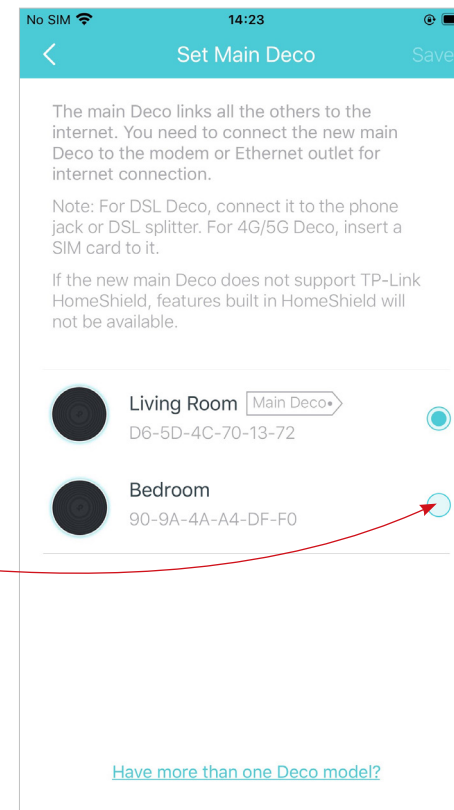 No SIM 14:23
Set Main Deco Save
The main Deco links all the others to the
internet. You need to connect the new main
Deco to the modem or Ethernet outlet for
internet connection.
Note: For DSL Deco, connect it to the phone
jack or DSL splitter. For 4G/5G Deco, insert a
SIM card to it.
If the new main Deco does not support TP-Link
HomeShield, features built in HomeShield will
not be available.
Living Room Main Deco
D6-5D-4C-70-13-72
Bedroom
90-9A-4A-A4-DF-F0
Have more than one Deco model?